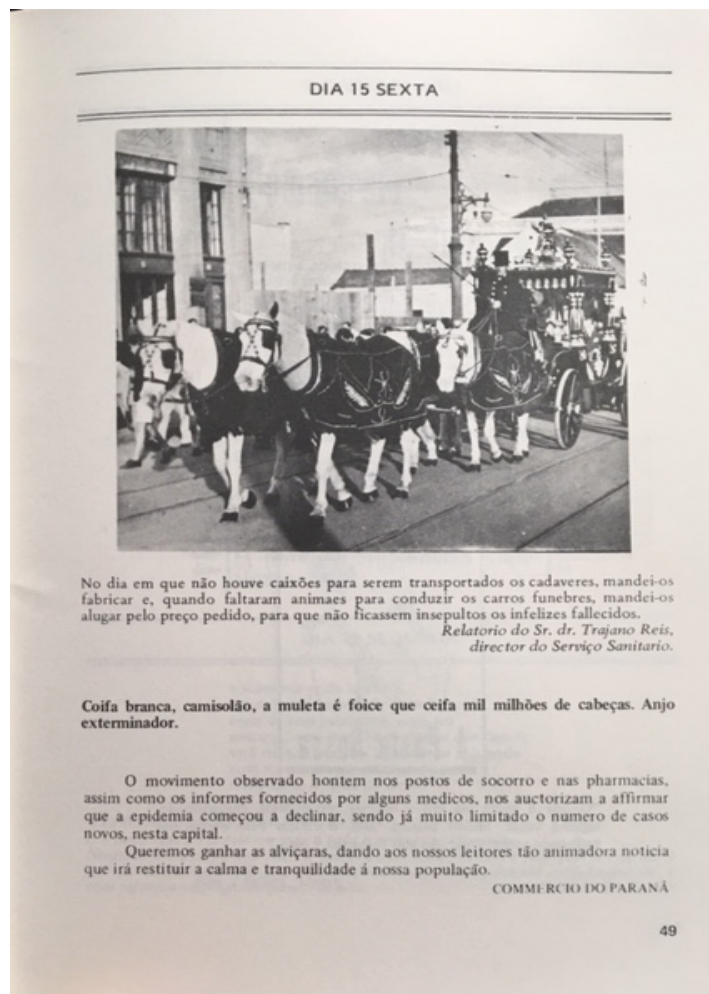 DIA 15 SEXTA
No dia em que não houve caixões para serem transportados os cadaveres, mandei-os
fabricar e, quando faltaram animaes para conduzir os carros funebres, mandei-os
alugar pelo preço pedido, para que não ficassem insepultos os infelizes fallecidos.
Relatorio do Sr. dr. Trajano Reis,
director do Serviço Sanitario.
Coifa branca, camisolão, a muleta é foice que ceifa mil milhões de cabeças. Anjo
exterminador.
O movimento observado hontem nos postos de socorro e nas pharmacias,
assim como os informes fornecidos por alguns medicos, nos auctorizam a affirmar
que a epidemia começou a declinar, sendo já muito limitado o numero de casos
novos, nesta capital.
Queremos ganhar as alviçaras, dando aos nossos leitores tão animadora noticia
que irá restituir a calma e tranquilidade á nossa população.
COMMERCIO DO PARANÁ
49